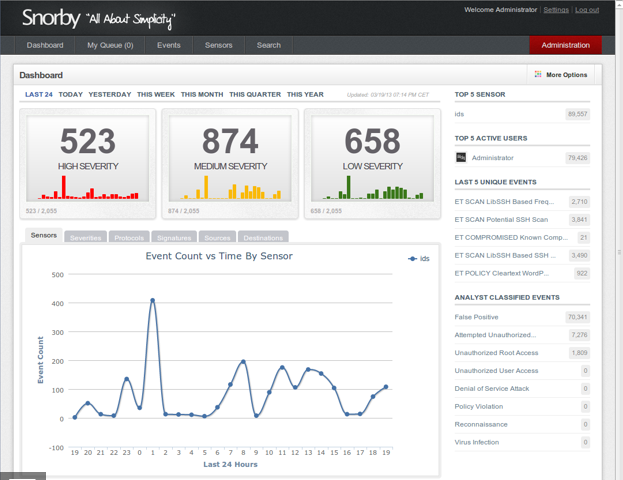 Snorby "All About Simplicity"
Welcome Administrator | Settings | Log out
Dashboard My Queue (0) Events Sensors Search Administration
Dashboard
More Options
LAST 24 TODAY YESTERDAY THIS WEEK THIS MONTH THIS QUARTER THIS YEAR
Updated: 03/19/13 07:14 PM CET
523
HIGH SEVERITY
523 / 2,055
874
MEDIUM SEVERITY
874 / 2,055
658
LOW SEVERITY
658 / 2,055
Sensors Severities Protocols Signatures Sources Destinations
Event Count vs Time By Sensor
ids
Event Count
500
400
300
200
100
0
-100
19 20 21 22 23 0 1 2 3 4 5 6 7 8 9 10 11 12 13 14 15 16 17 18 19
Last 24 Hours
TOP 5 SENSOR
ids 89,557
TOP 5 ACTIVE USERS
Administrator 79,426
LAST 5 UNIQUE EVENTS
ET SCAN LibSSH Based Freq... 2,710
ET SCAN Potential SSH Scan 3,841
ET COMPROMISED Known Comp... 21
ET SCAN LibSSH Based SSH ... 3,490
ET POLICY Cleartext WordP... 922
ANALYST CLASSIFIED EVENTS
False Positive 70,341
Attempted Unauthorized... 7,276
Unauthorized Root Access 1,809
Unauthorized User Access 0
Denial of Service Attack 0
Policy Violation 0
Reconnaissance 0
Virus Infection 0